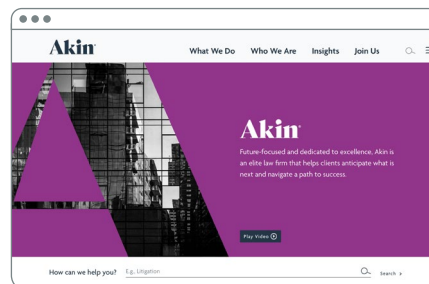 Akin
What We Do Who We Are Insights Join Us
Akin
Future-focused and dedicated to excellence, Akin is
an elite law firm that helps clients anticipate what is
next and navigate a path to success.
Play Video
How can we help you? E.g., Litigation Search